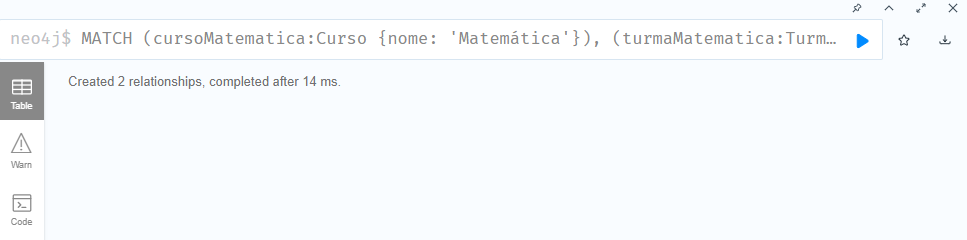 neo4j$ MATCH (cursoMatematica:Curso {nome: 'Matemática'}), (turmaMatematica:Turm…
Created 2 relationships, completed after 14 ms.
Table
Warn
Code